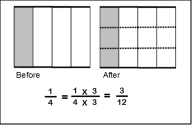 Before After
1/4 = 1 x 3 / 4 x 3 = 3/12